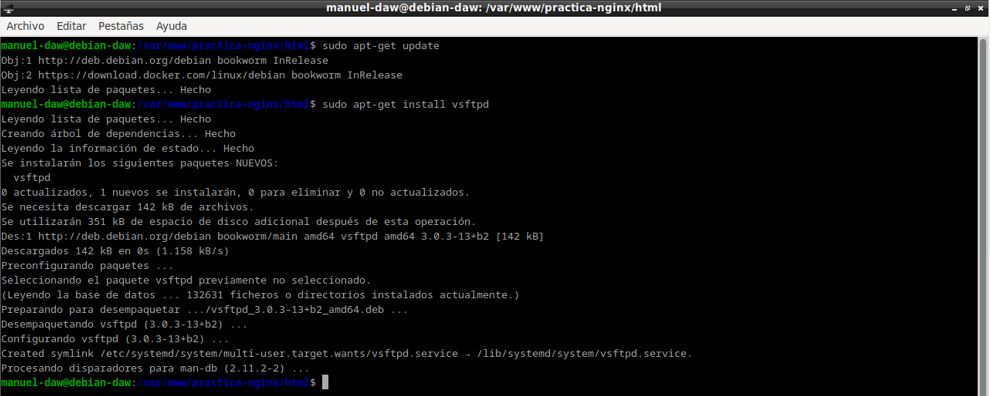 manuel-daw@debian-daw: /var/www/practica-nginx/html
Archivo Editar Pestañas Ayuda
manuel-daw@debian-daw:/var/www/practica-nginx/html$ sudo apt-get update
Obj:1 http://deb.debian.org/debian bookworm InRelease
Obj:2 https://download.docker.com/linux/debian bookworm InRelease
Leyendo lista de paquetes... Hecho
manuel-daw@debian-daw:/var/www/practica-nginx/html$ sudo apt-get install vsftpd
Leyendo lista de paquetes... Hecho
Creando árbol de dependencias... Hecho
Leyendo la información de estado... Hecho
Se instalarán los siguientes paquetes NUEVOS:
  vsftpd
0 actualizados, 1 nuevos se instalarán, 0 para eliminar y 0 no actualizados.
Se necesita descargar 142 kB de archivos.
Se utilizarán 351 kB de espacio de disco adicional después de esta operación.
Des:1 http://deb.debian.org/debian bookworm/main amd64 vsftpd amd64 3.0.3-13+b2 [142 kB]
Descargados 142 kB en 0s (1.158 kB/s)
Preconfigurando paquetes ...
Seleccionando el paquete vsftpd previamente no seleccionado.
(Leyendo la base de datos ... 132631 ficheros o directorios instalados actualmente.)
Preparando para desempaquetar .../vsftpd_3.0.3-13+b2_amd64.deb ...
Desempaquetando vsftpd (3.0.3-13+b2) ...
Configurando vsftpd (3.0.3-13+b2) ...
Created symlink /etc/systemd/system/multi-user.target.wants/vsftpd.service → /lib/systemd/system/vsftpd.service.
Procesando disparadores para man-db (2.11.2-2) ...
manuel-daw@debian-daw:/var/www/practica-nginx/html$